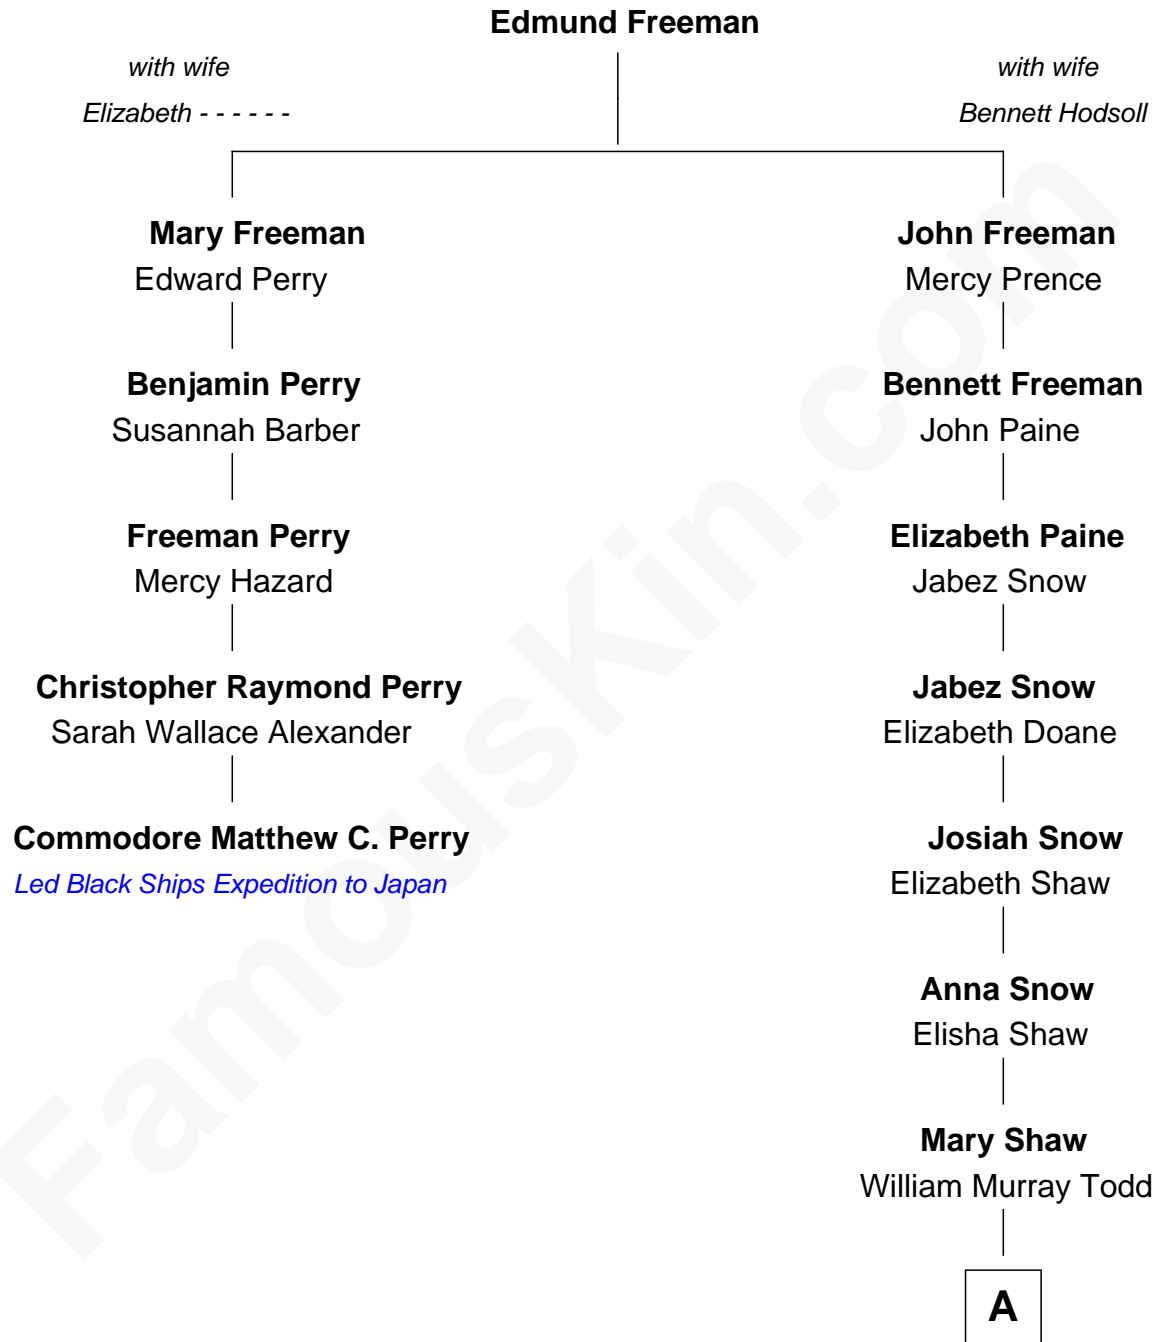 Edmund Freeman
with wife
Elizabeth - - - - - -
with wife
Bennett Hodsoll
Mary Freeman
Edward Perry
John Freeman
Mercy Prence
Benjamin Perry
Susannah Barber
Bennett Freeman
John Paine
Freeman Perry
Mercy Hazard
Elizabeth Paine
Jabez Snow
Christopher Raymond Perry
Sarah Wallace Alexander
Jabez Snow
Elizabeth Doane
Commodore Matthew C. Perry
Led Black Ships Expedition to Japan
Josiah Snow
Elizabeth Shaw
Anna Snow
Elisha Shaw
Mary Shaw
William Murray Todd
A
FamousKin.com